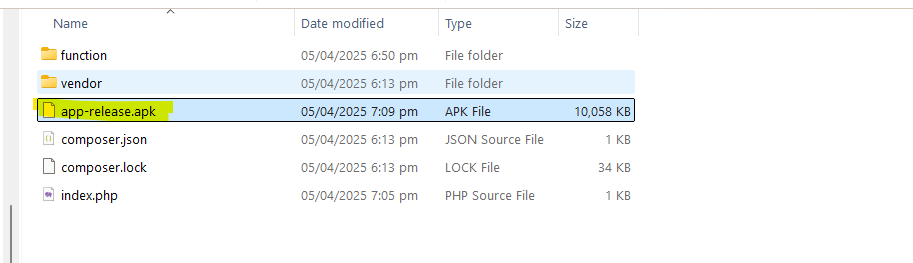 Name Date modified Type Size
function 05/04/2025 6:50 pm File folder
vendor 05/04/2025 6:13 pm File folder
app-release.apk 05/04/2025 7:09 pm APK File 10,058 KB
composer.json 05/04/2025 6:13 pm JSON Source File 1 KB
composer.lock 05/04/2025 6:13 pm LOCK File 34 KB
index.php 05/04/2025 7:05 pm PHP Source File 1 KB